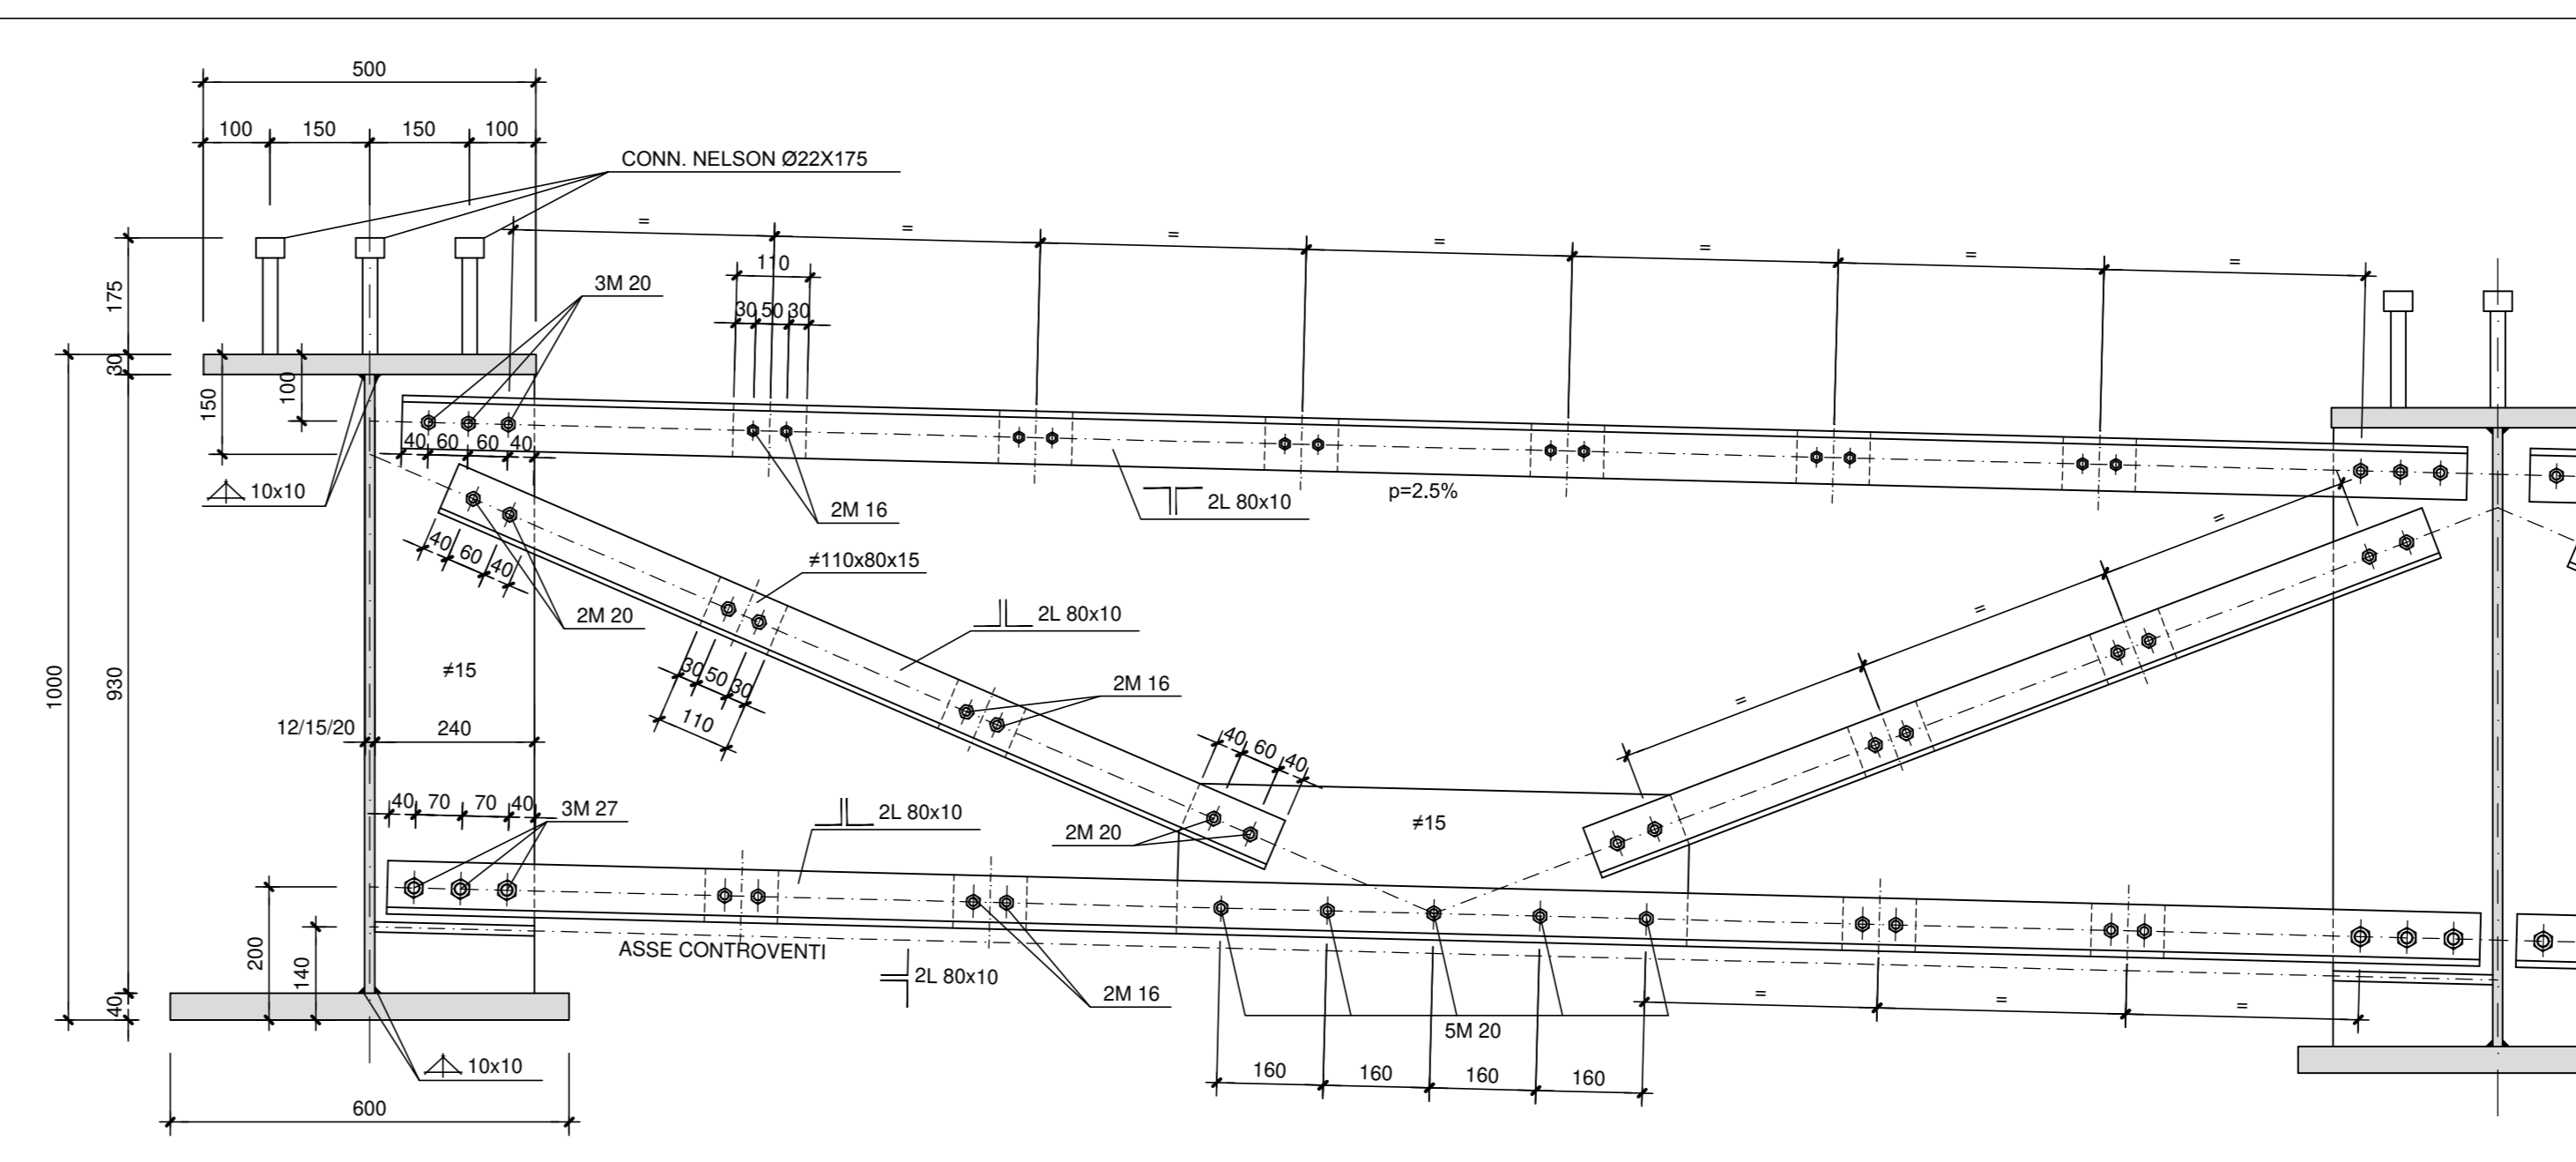 500
100 150 150 100
CONN. NELSON Ø22X175
= = = = = = =
110
175
3M 20
30 50 30
30
150
100
40 60 60 40
10x10
2M 16
2L 80x10
p=2.5%
=
40 60 40
≠110x80x15
=
2M 20
2L 80x10
1000
930
≠15
30 50 30
2M 16
110
=
12/15/20
240
40 60 40
40 70 70 40
3M 27
2L 80x10
2M 20
≠15
200
140
ASSE CONTROVENTI
2L 80x10
2M 16
40
= = =
5M 20
10x10
160 160 160 160
600